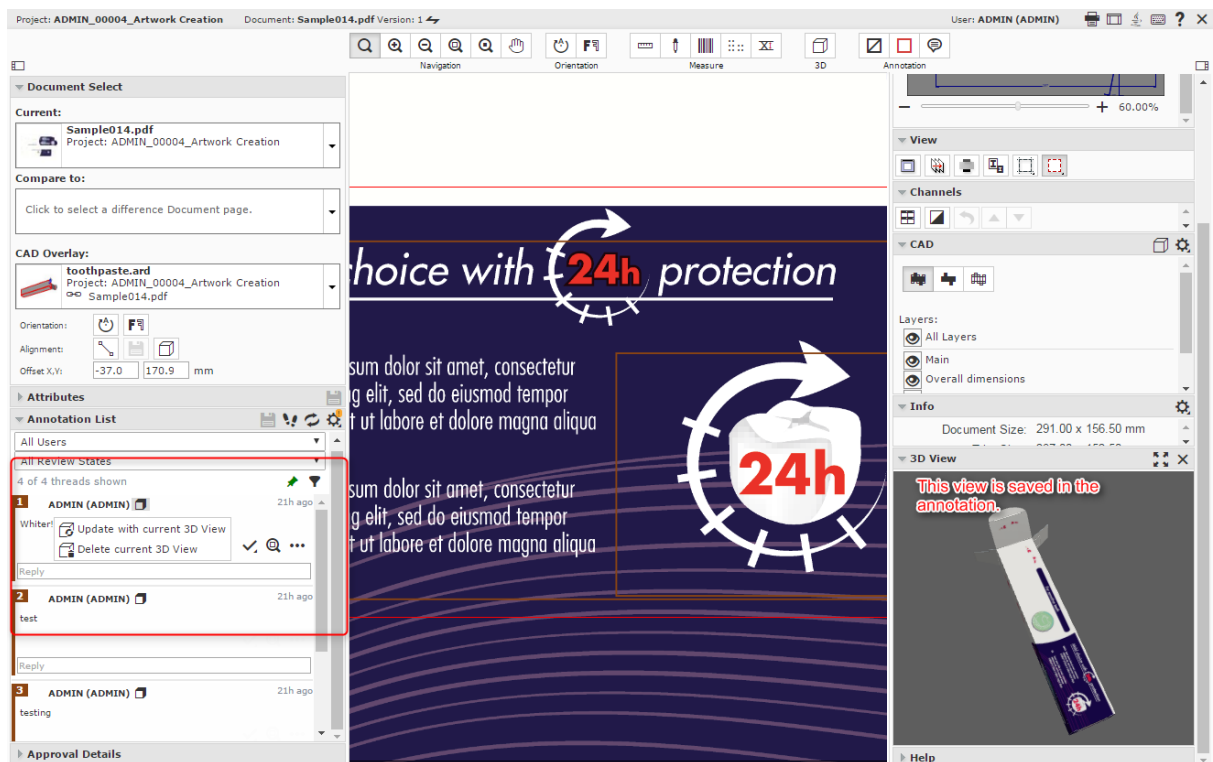 Project: ADMIN_00004_Artwork Creation Document: Sample014.pdf Version: 1
User: ADMIN (ADMIN)
Navigation
Orientation
Measure
3D
Annotation
Document Select
Current:
Sample014.pdf
Project: ADMIN_00004_Artwork Creation
Compare to:
Click to select a difference Document page.
CAD Overlay:
toothpaste.ard
Project: ADMIN_00004_Artwork Creation
Sample014.pdf
Orientation:
Alignment:
Offset X,Y: -37.0 170.9 mm
Attributes
Annotation List
All Users
All Review States
4 of 4 threads shown
1 ADMIN (ADMIN) 21h ago
Whiter!
Update with current 3D View
Delete current 3D View
Reply
2 ADMIN (ADMIN) 21h ago
test
Reply
3 ADMIN (ADMIN) 21h ago
testing
Approval Details
choice with 24h protection
sum dolor sit amet, consectetur
g elit, sed do eiusmod tempor
t ut labore et dolore magna aliqua
24h
sum dolor sit amet, consectetur
g elit, sed do eiusmod tempor
t ut labore et dolore magna aliqua
60.00%
View
Channels
CAD
Layers:
All Layers
Main
Overall dimensions
Info
Document Size: 291.00 x 156.50 mm
3D View
This view is saved in the
annotation.
24h
Help